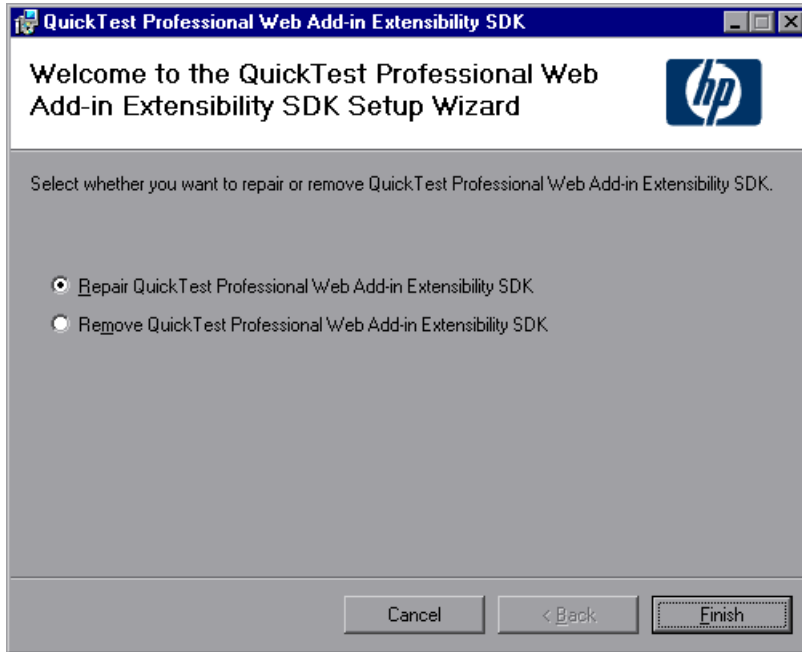 QuickTest Professional Web Add-in Extensibility SDK
Welcome to the QuickTest Professional Web
Add-in Extensibility SDK Setup Wizard
hp
Select whether you want to repair or remove QuickTest Professional Web Add-in Extensibility SDK.
Repair QuickTest Professional Web Add-in Extensibility SDK
Remove QuickTest Professional Web Add-in Extensibility SDK
Cancel
< Back
Finish